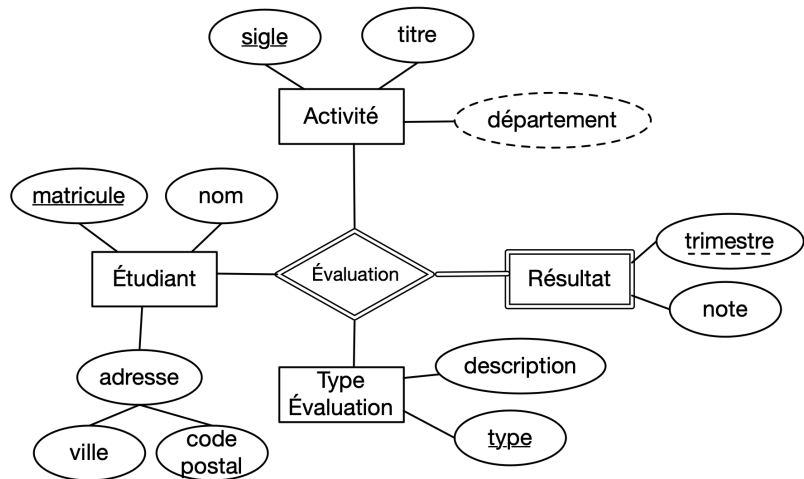 sigle
titre
Activité
département
matricule
nom
trimestre
Étudiant
Évaluation
Résultat
note
adresse
description
Type
Évaluation
ville
code
postal
type